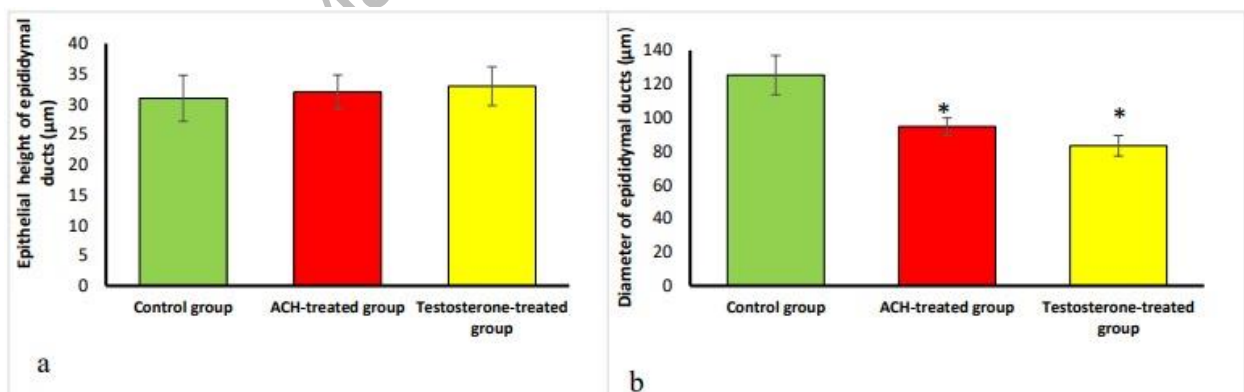 Epithelial height of epididymal
ducts (µm)
40
35
30
25
20
15
10
5
0
Control group
ACH-treated group
Testosterone-treated
group
a
Diameter of epididymal ducts (µm)
140
120
100
80
60
40
20
0
*
*
Control group
ACH-treated group
Testosterone-treated
group
b